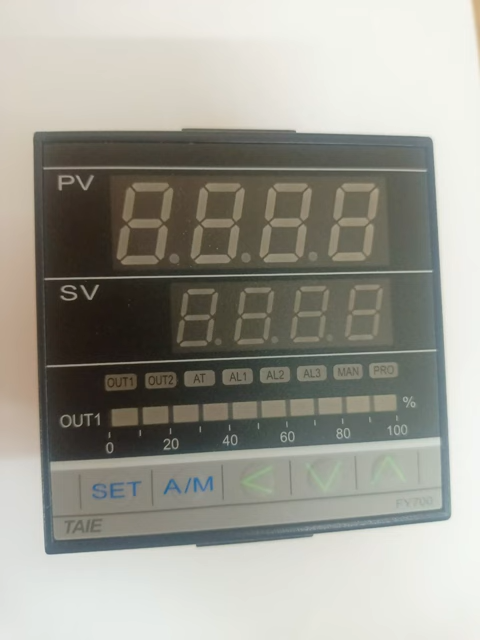 PV
SV
OUT1 OUT2 AT AL1 AL2 AL3 MAN PRO
OUT1 %
0 20 40 60 80 100
SET A/M
FY700
TAIE